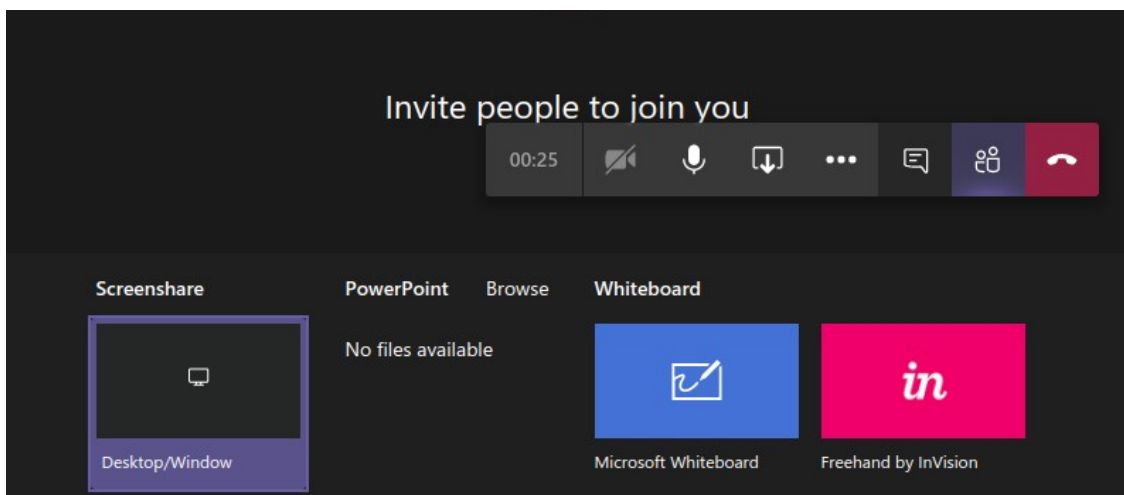 Invite people to join you
00:25
Screenshare
PowerPoint Browse
Whiteboard
No files available
in
Desktop/Window
Microsoft Whiteboard
Freehand by InVision